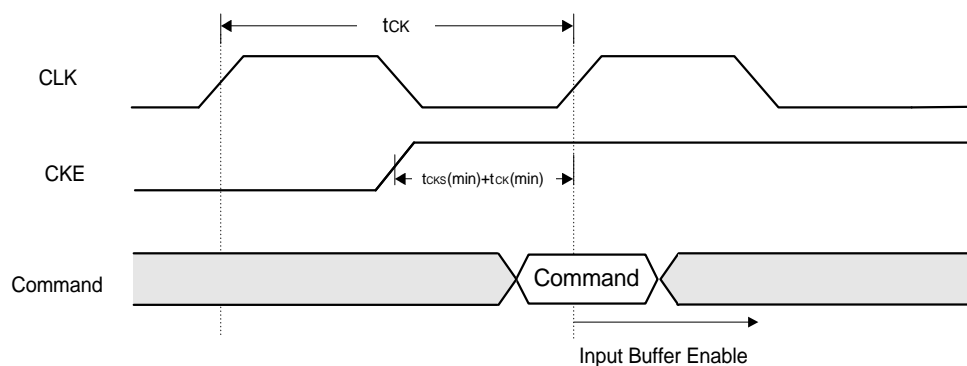 tCK
CLK
CKE
tCKS(min)+tCK(min)
Command
Command
Input Buffer Enable